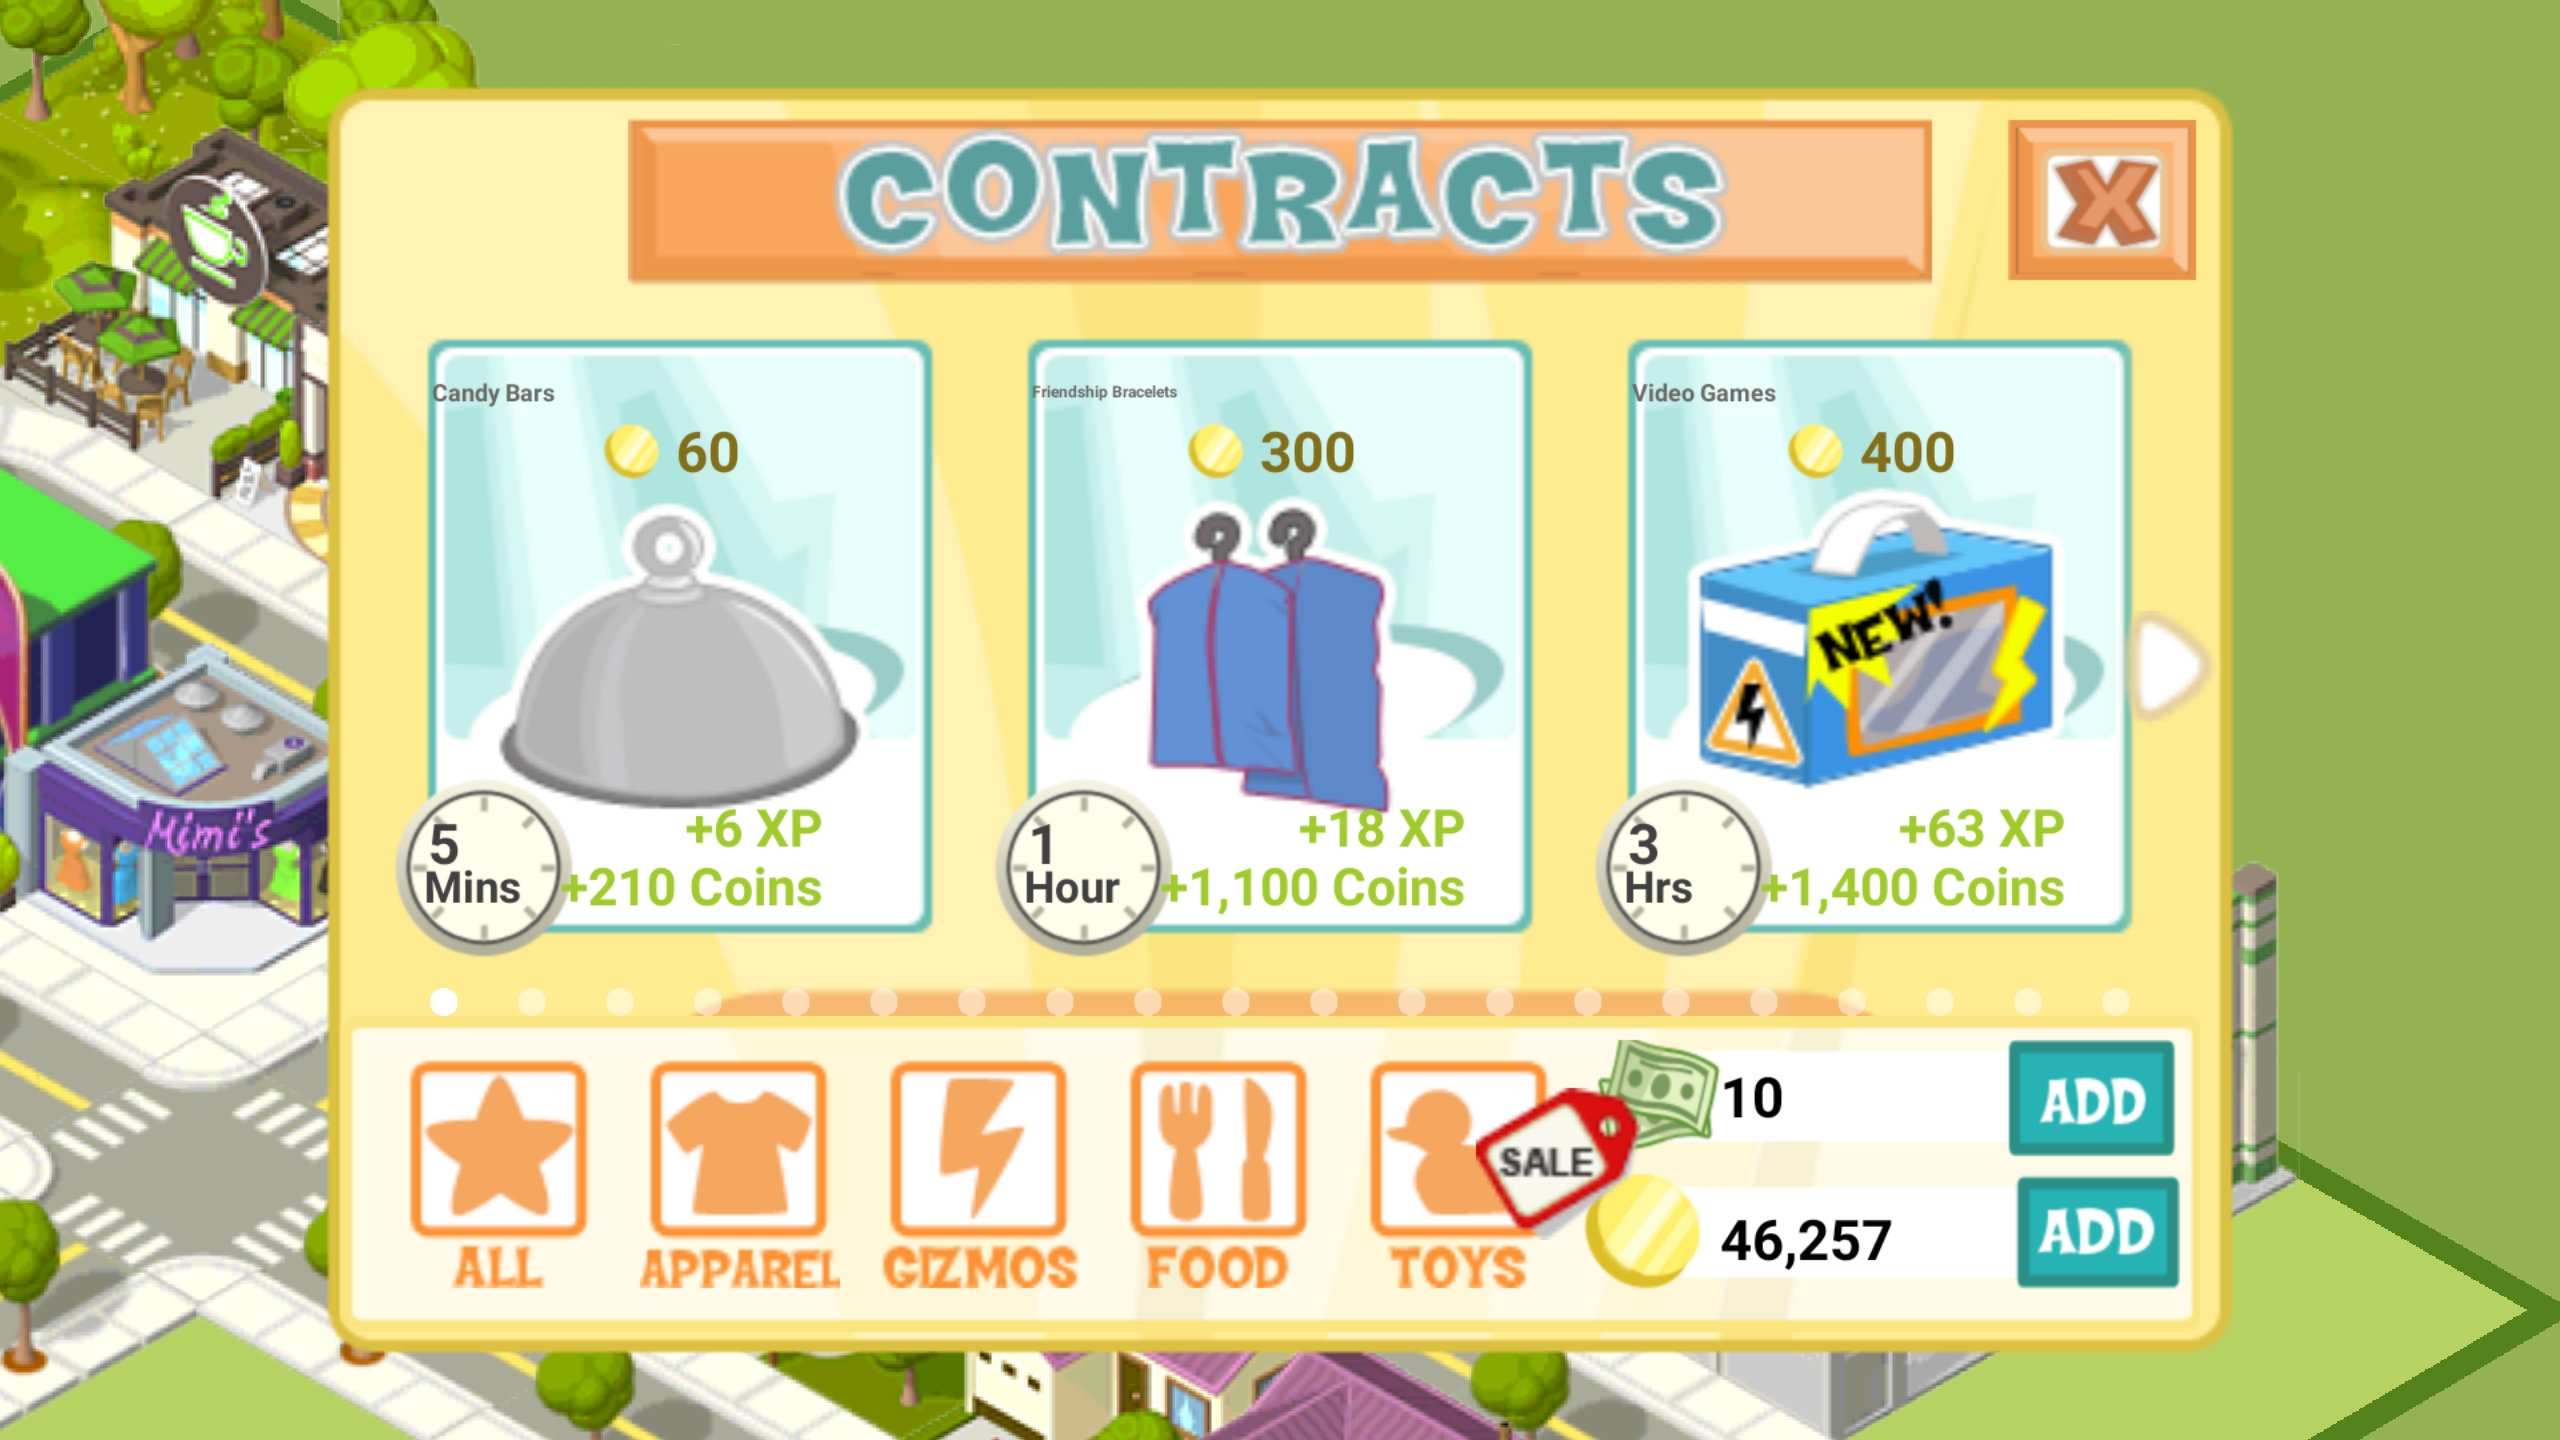 CONTRACTS
X
Candy Bars
60
5
Mins
+6 XP
+210 Coins
Friendship Bracelets
300
1
Hour
+18 XP
+1,100 Coins
Video Games
400
NEW!
3
Hrs
+63 XP
+1,400 Coins
Mimi's
ALL
APPAREL
GIZMOS
FOOD
TOYS
SALE
10
ADD
46,257
ADD